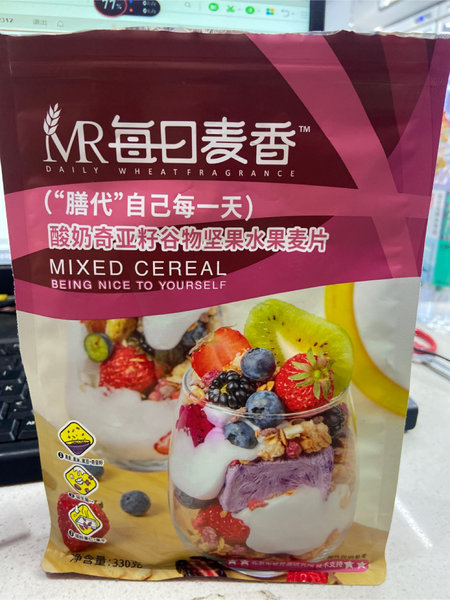 77%
MR 每日麦香™
DAILY WHEATFRAGRANCE
(“膳代”自己每一天)
酸奶奇亚籽谷物坚果水果麦片
MIXED CEREAL
BEING NICE TO YOURSELF
净含量:330克